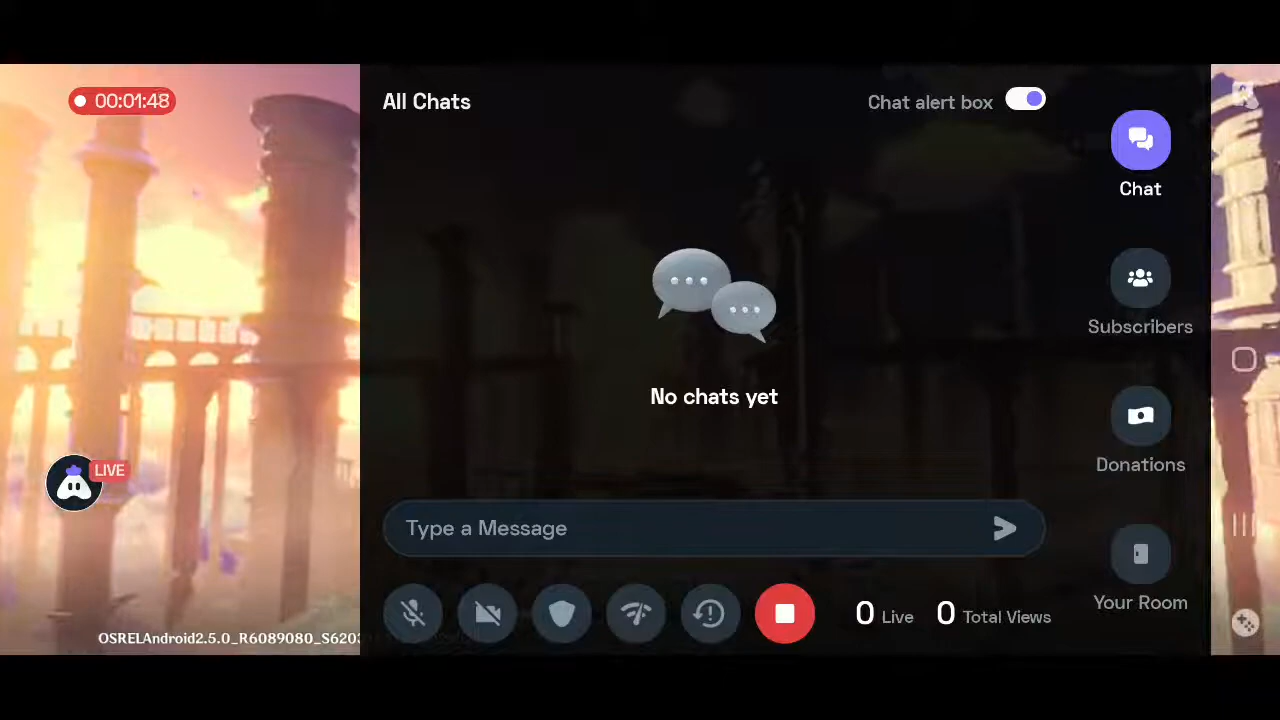 00:01:48
All Chats
Chat alert box
Chat
No chats yet
Subscribers
LIVE
Donations
Type a Message
Your Room
0 Live 0 Total Views
OSRELAndroid2.5.0_R6089080_S620